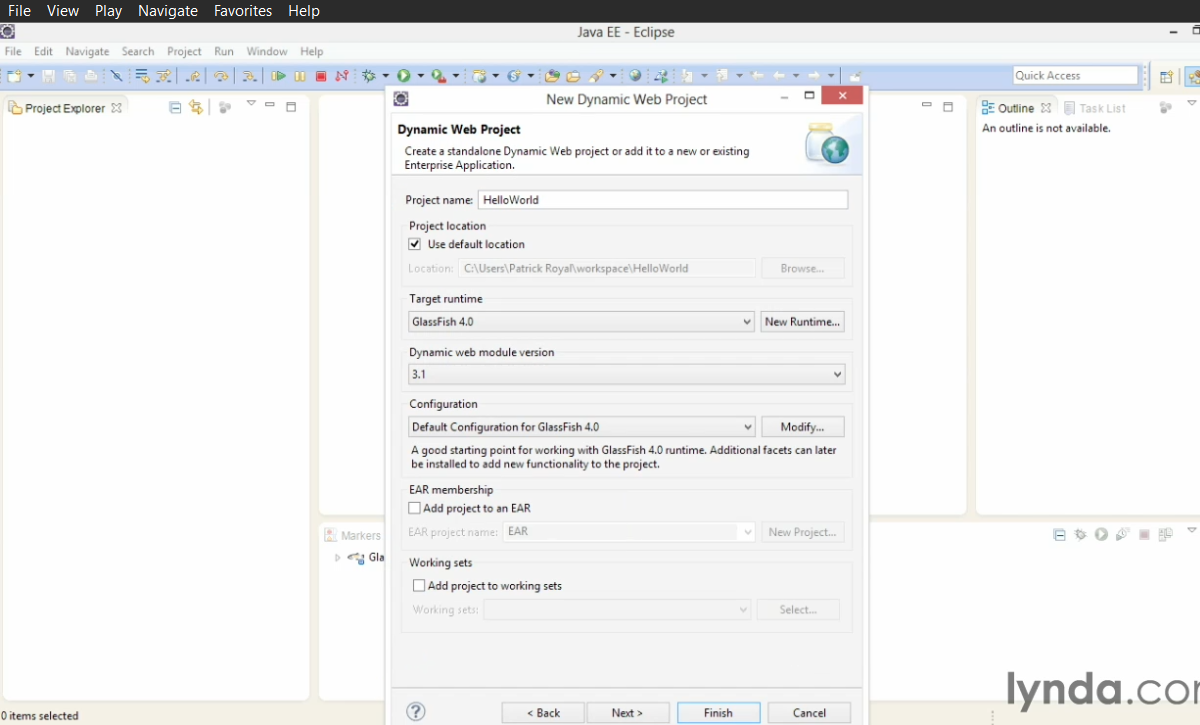 File View Play Navigate Favorites Help
Java EE - Eclipse
File Edit Navigate Search Project Run Window Help
Quick Access
Project Explorer
New Dynamic Web Project
Outline Task List
An outline is not available.
Dynamic Web Project
Create a standalone Dynamic Web project or add it to a new or existing
Enterprise Application.
Project name: HelloWorld
Project location
Use default location
Location: C:\Users\Patrick Royal\workspace\HelloWorld Browse...
Target runtime
GlassFish 4.0 New Runtime...
Dynamic web module version
3.1
Configuration
Default Configuration for GlassFish 4.0 Modify...
A good starting point for working with GlassFish 4.0 runtime. Additional facets can later
be installed to add new functionality to the project.
EAR membership
Add project to an EAR
EAR project name: EAR New Project...
Markers
Gla
Working sets
Add project to working sets
Working sets: Select...
lynda.co
? < Back Next > Finish Cancel
0 items selected